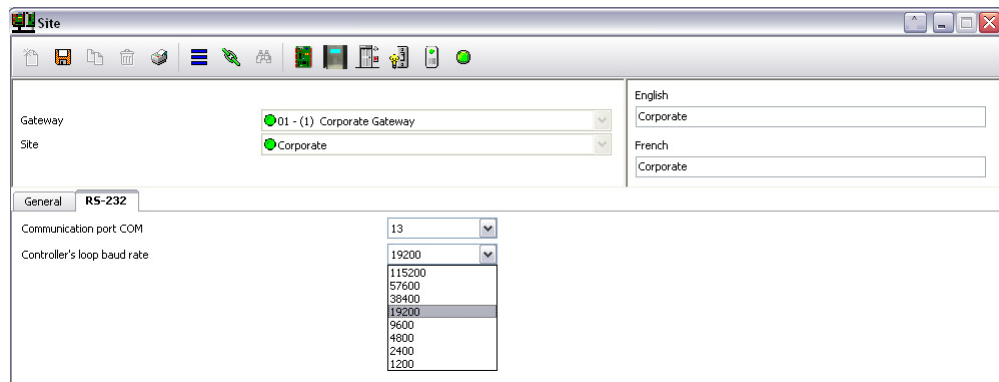 Site
English
Gateway
01 - (1) Corporate Gateway
Corporate
Site
Corporate
French
Corporate
General
RS-232
Communication port COM
13
Controller's loop baud rate
19200
115200
57600
38400
19200
9600
4800
2400
1200